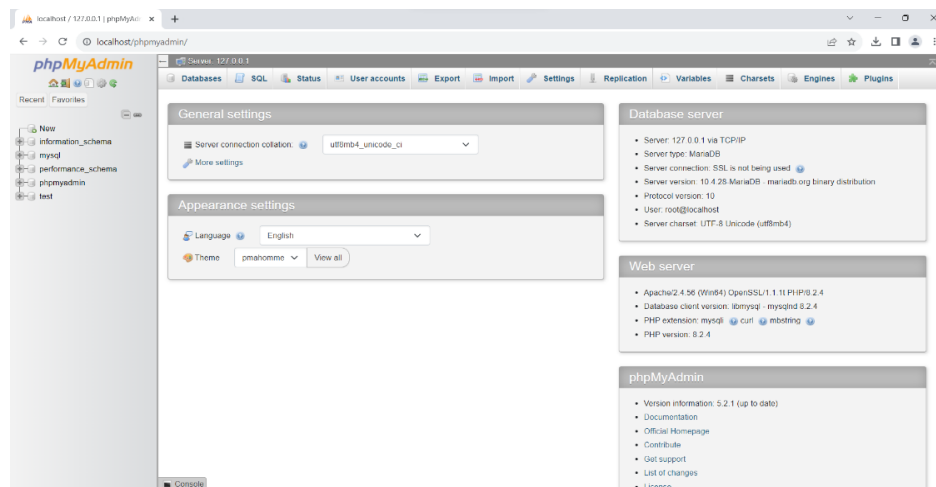 localhost / 127.0.0.1 | phpMyAd
localhost/phpmyadmin/
phpMyAdmin
Recent Favorites
New
information_schema
mysql
performance_schema
phpmyadmin
test
Server: 127.0.0.1
Databases SQL Status User accounts Export Import Settings Replication Variables Charsets Engines Plugins
General settings
Server connection collation: utf8mb4_unicode_ci
More settings
Appearance settings
Language English
Theme pmahomme View all
Database server
Server: 127.0.0.1 via TCP/IP
Server type: MariaDB
Server connection: SSL is not being used
Server version: 10.4.28-MariaDB - mariadb.org binary distribution
Protocol version: 10
User: root@localhost
Server charset: UTF-8 Unicode (utf8mb4)
Web server
Apache/2.4.56 (Win64) OpenSSL/1.1.1t PHP/8.2.4
Database client version: libmysql - mysqlnd 8.2.4
PHP extension: mysqli curl mbstring
PHP version: 8.2.4
phpMyAdmin
Version information: 5.2.1 (up to date)
Documentation
Official Homepage
Contribute
Get support
List of changes
License
Console